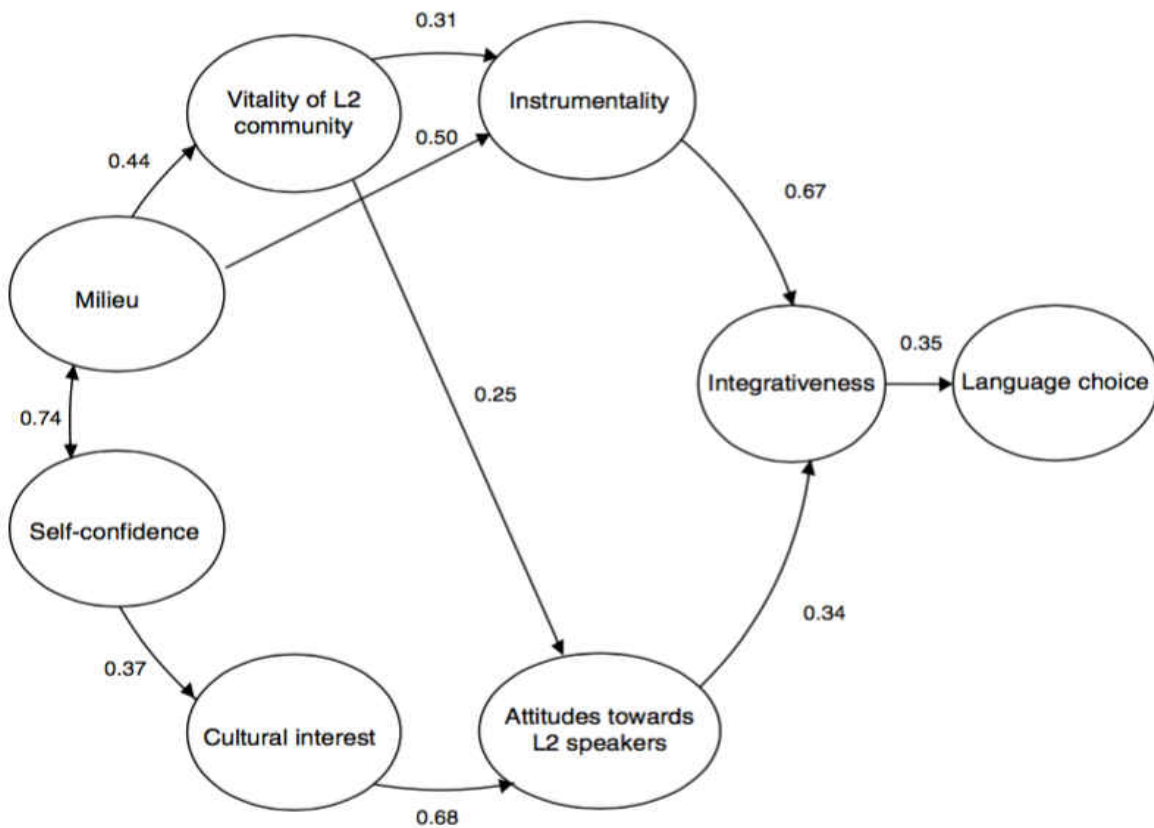 0.31
Vitality of L2
community
Instrumentality
0.50
0.44
0.67
Milieu
0.35
Integrativeness
Language choice
0.25
0.74
Self-confidence
0.34
0.37
Attitudes towards
L2 speakers
Cultural interest
0.68